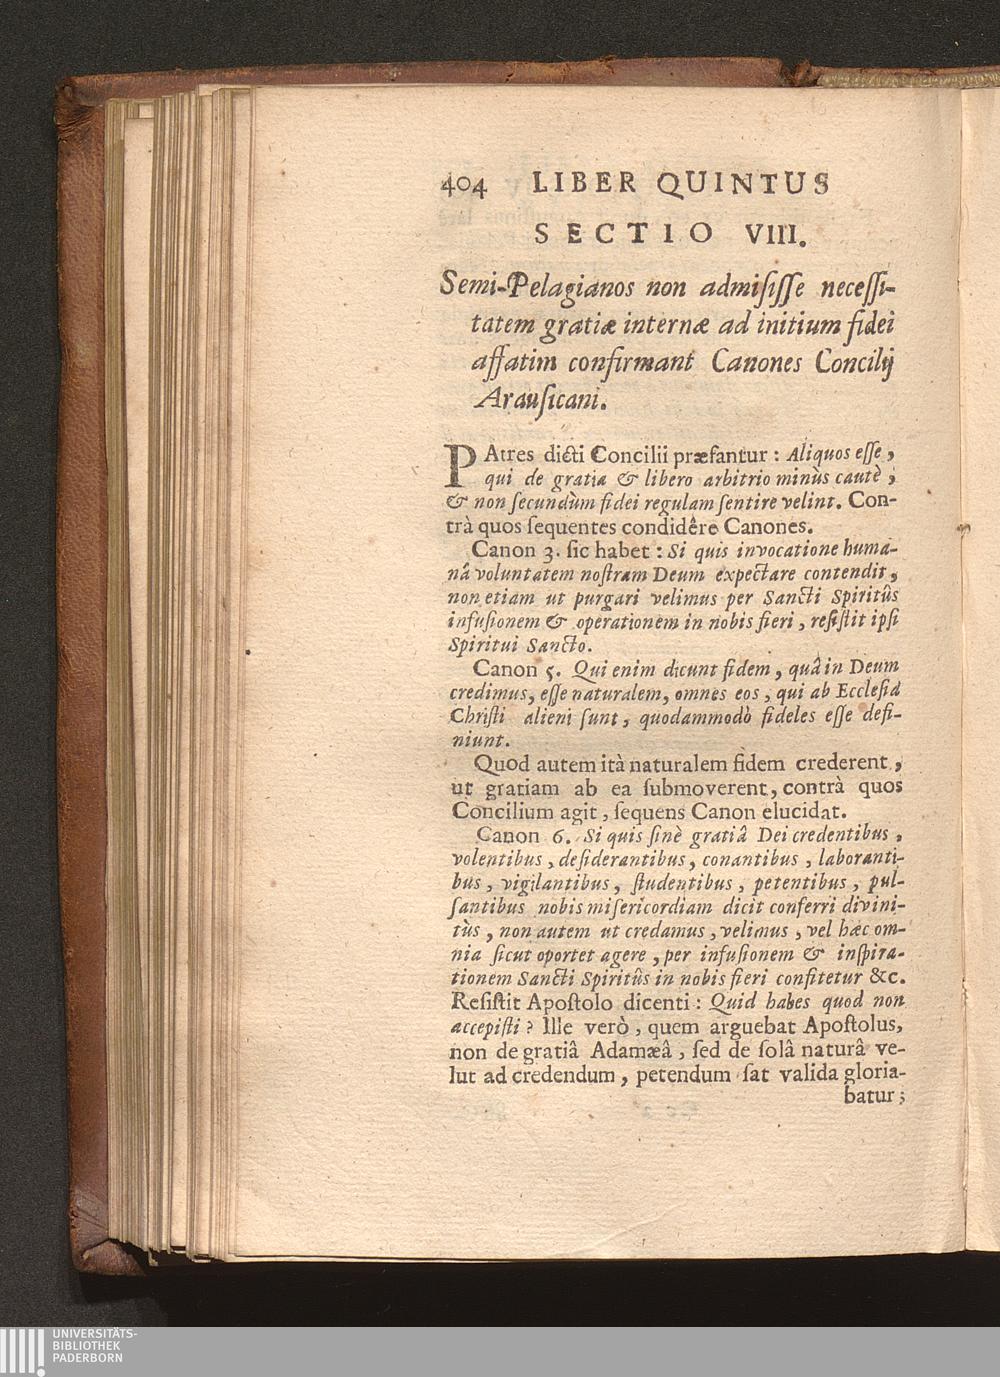 404 LIBER QUINTUS
SECTIO VIII.
Semi-Pelagianos non admiſiſſe neceſſi-
tatem gratiæ internæ ad initium fidei
affatim confirmant Canones Concilij
Arauſicani.
PAtres dicti Concilii præfantur : Aliquos eſſe,
qui de gratia & libero arbitrio minùs cautè,
& non ſecundùm fidei regulam ſentire velint. Con-
trà quos ſequentes condidêre Canones.
Canon 3. ſic habet : Si quis invocatione huma-
nâ voluntatem noſtram Deum expectare contendit,
non etiam ut purgari velimus per Sancti Spiritûs
infuſionem & operationem in nobis fieri, reſiſtit ipſi
Spiritui Sancto.
Canon 5. Qui enim dicunt fidem, quâ in Deum
credimus, eſſe naturalem, omnes eos, qui ab Eccleſiâ
Chriſti alieni ſunt, quodammodò fideles eſſe defi-
niunt.
Quod autem ità naturalem fidem crederent,
ut gratiam ab ea ſubmoverent, contrà quos
Concilium agit, ſequens Canon elucidat.
Canon 6. Si quis ſinè gratiâ Dei credentibus,
volentibus, deſiderantibus, conantibus, laboranti-
bus, vigilantibus, ſtudentibus, petentibus, pul-
ſantibus nobis miſericordiam dicit conferri divini-
tùs, non autem ut credamus, velimus, vel hæc om-
nia ſicut oportet agere, per infuſionem & inſpira-
tionem Sancti Spiritûs in nobis fieri confitetur &c.
Reſiſtit Apoſtolo dicenti : Quid habes quod non
accepiſti? Ille verò, quem arguebat Apoſtolus,
non de gratiâ Adamæâ, ſed de ſolâ naturâ ve-
lut ad credendum, petendum ſat valida gloria-
batur;
UNIVERSITÄTS-
BIBLIOTHEK
PADERBORN